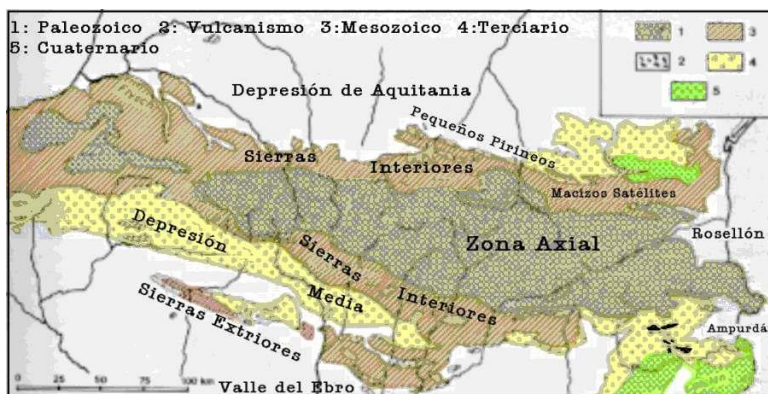 1: Paleozoico 2: Vulcanismo 3:Mesozoico 4:Terciario
5: Cuaternario
1
3
2
4
5
Depresión de Aquitania
Pequeños Pirineos
Sierras Interiores
Macizos Satélites
Zona Axial
Rosellón
Depresión
Media
Sierras
Interiores
Sierras Extriores
Ampurdá
Valle del Ebro
0 25 50 75 100 km